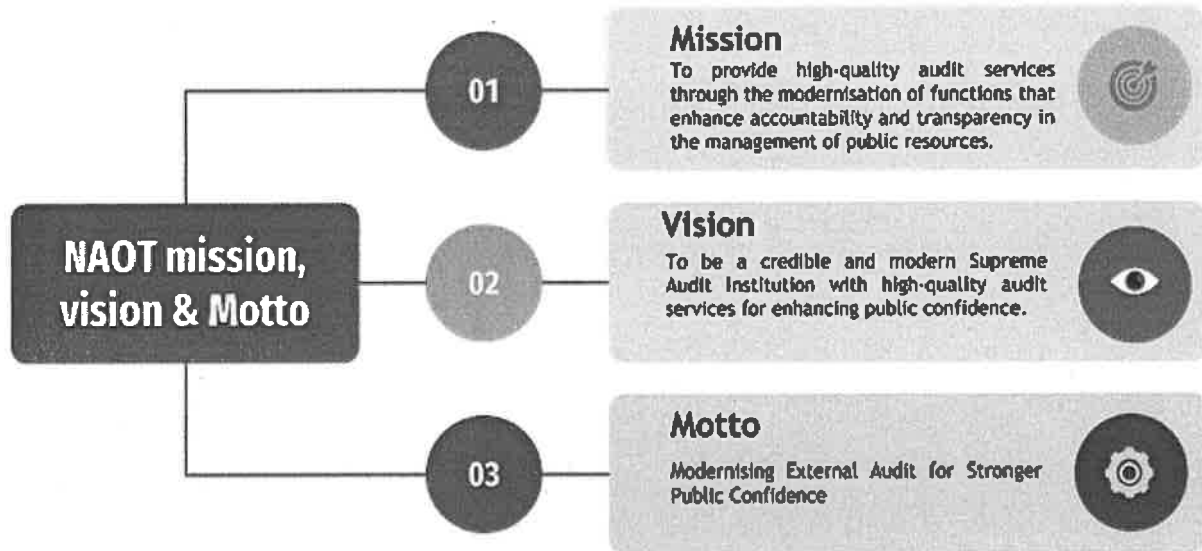 NAOT mission,
vision & Motto
01
Mission
To provide high-quality audit services
through the modernisation of functions that
enhance accountability and transparency in
the management of public resources.
02
Vision
To be a credible and modern Supreme
Audit Institution with high-quality audit
services for enhancing public confidence.
03
Motto
Modernising External Audit for Stronger
Public Confidence